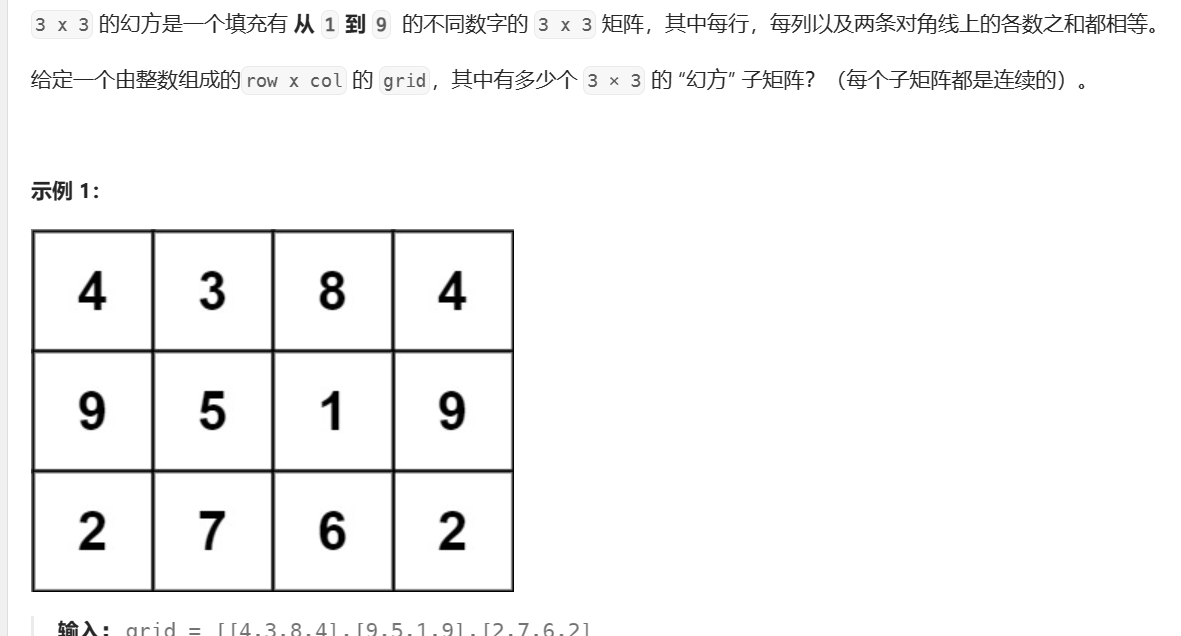 3 x 3 的幻方是一个填充有 从 1 到 9 的不同数字的 3 x 3 矩阵，其中每行，每列以及两条对角线上的各数之和都相等。
给定一个由整数组成的 row x col 的 grid，其中有多少个 3 × 3 的 “幻方” 子矩阵？（每个子矩阵都是连续的）。
示例 1：
4 3 8 4
9 5 1 9
2 7 6 2
输入: grid = [[4,3,8,4],[9,5,1,9],[2,7,6,2]